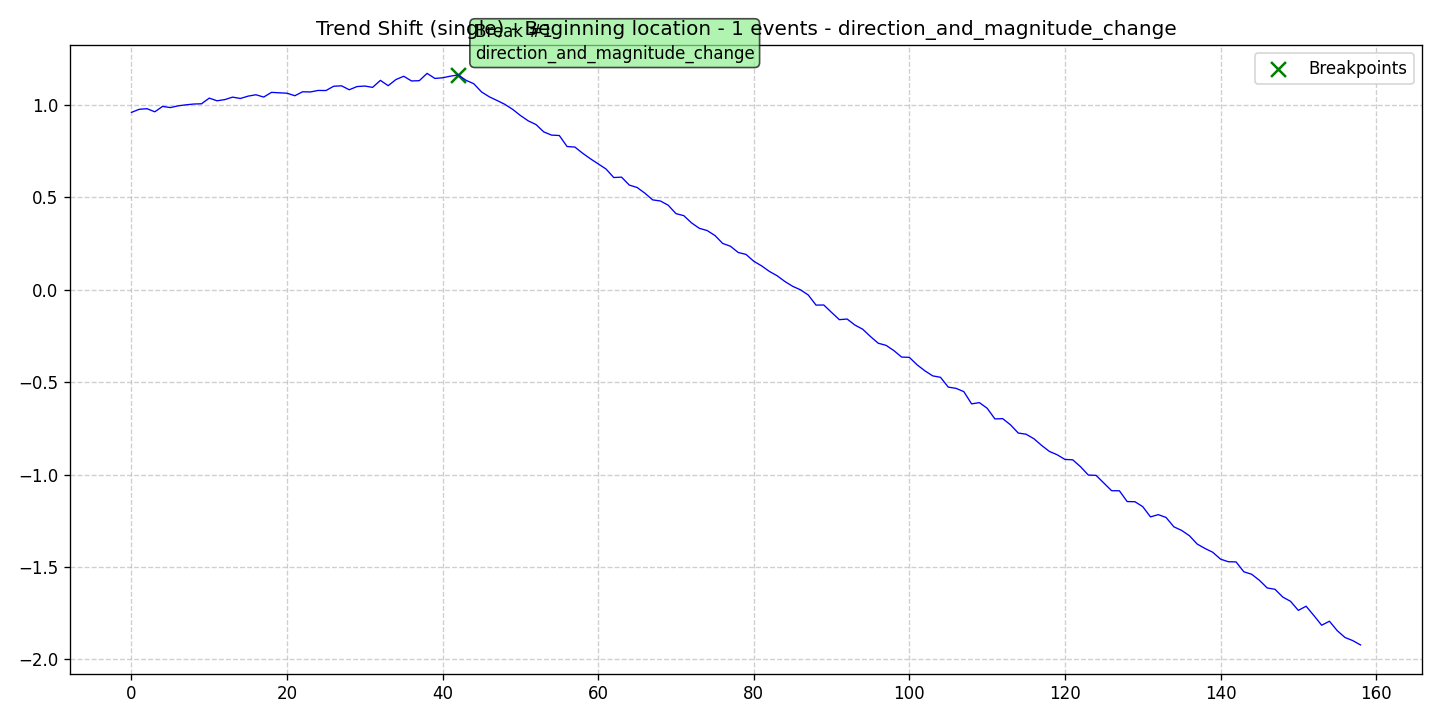 Trend Shift (single) - Beginning location - 1 events - direction_and_magnitude_change
Break #1
direction_and_magnitude_change
Breakpoints
1.0
0.5
0.0
−0.5
−1.0
−1.5
−2.0
0 20 40 60 80 100 120 140 160